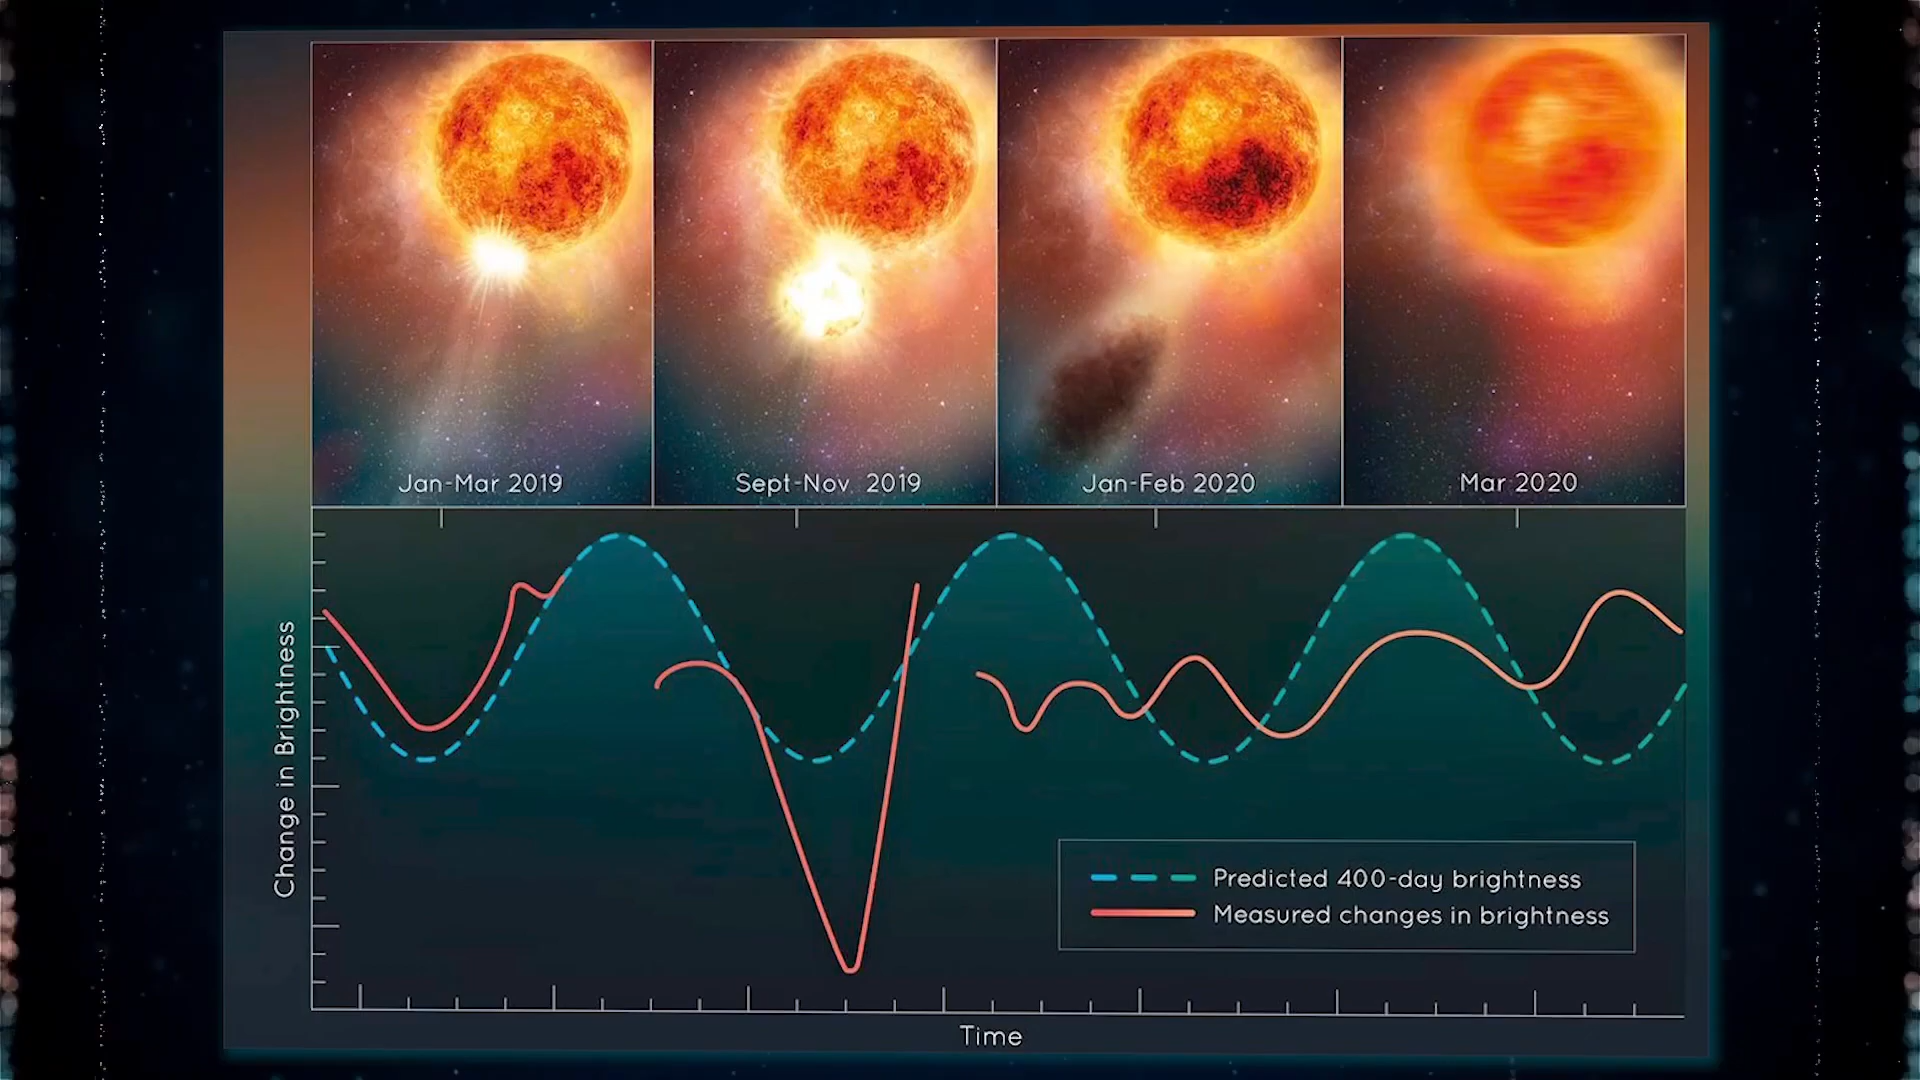 Jan-Mar 2019
Sept-Nov 2019
Jan-Feb 2020
Mar 2020
Change in Brightness
Predicted 400-day brightness
Measured changes in brightness
Time